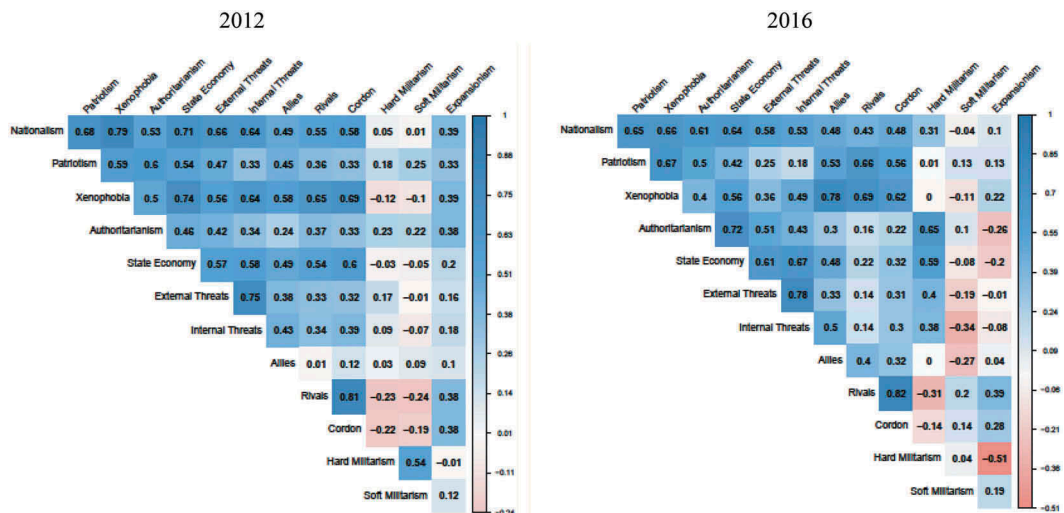 2012
Patriotism Xenophobia Authoritarianism State Economy External Threats Internal Threats Allies Rivals Cordon Hard Militarism Soft Militarism Expansionism
Nationalism 0.68 0.79 0.53 0.71 0.66 0.64 0.49 0.55 0.58 0.05 0.01 0.39
Patriotism 0.59 0.6 0.54 0.47 0.33 0.45 0.36 0.33 0.18 0.25 0.33
Xenophobia 0.5 0.74 0.56 0.64 0.58 0.65 0.69 −0.12 −0.1 0.39
Authoritarianism 0.46 0.42 0.34 0.24 0.37 0.33 0.23 0.22 0.38
State Economy 0.57 0.58 0.49 0.54 0.6 −0.03 −0.05 0.2
External Threats 0.75 0.38 0.33 0.32 0.17 −0.01 0.16
Internal Threats 0.43 0.34 0.39 0.09 −0.07 0.18
Allies 0.01 0.12 0.03 0.09 0.1
Rivals 0.81 −0.23 −0.24 0.38
Cordon −0.22 −0.19 0.38
Hard Militarism 0.54 −0.01
Soft Militarism 0.12
1
0.88
0.75
0.63
0.51
0.38
0.26
0.14
0.01
−0.11
−0.24
2016
Patriotism Xenophobia Authoritarianism State Economy External Threats Internal Threats Allies Rivals Cordon Hard Militarism Soft Militarism Expansionism
Nationalism 0.65 0.66 0.61 0.64 0.58 0.53 0.48 0.43 0.48 0.31 −0.04 0.1
Patriotism 0.67 0.5 0.42 0.25 0.18 0.53 0.66 0.56 0.01 0.13 0.13
Xenophobia 0.4 0.56 0.36 0.49 0.78 0.69 0.62 0 −0.11 0.22
Authoritarianism 0.72 0.51 0.43 0.3 0.16 0.22 0.65 0.1 −0.26
State Economy 0.61 0.67 0.48 0.22 0.32 0.59 −0.08 −0.2
External Threats 0.78 0.33 0.14 0.31 0.4 −0.19 −0.01
Internal Threats 0.5 0.14 0.3 0.38 −0.34 −0.08
Allies 0.4 0.32 0 −0.27 0.04
Rivals 0.82 −0.31 0.2 0.39
Cordon −0.14 0.14 0.28
Hard Militarism 0.04 −0.51
Soft Militarism 0.19
1
0.85
0.7
0.55
0.4
0.24
0.09
−0.06
−0.21
−0.36
−0.51